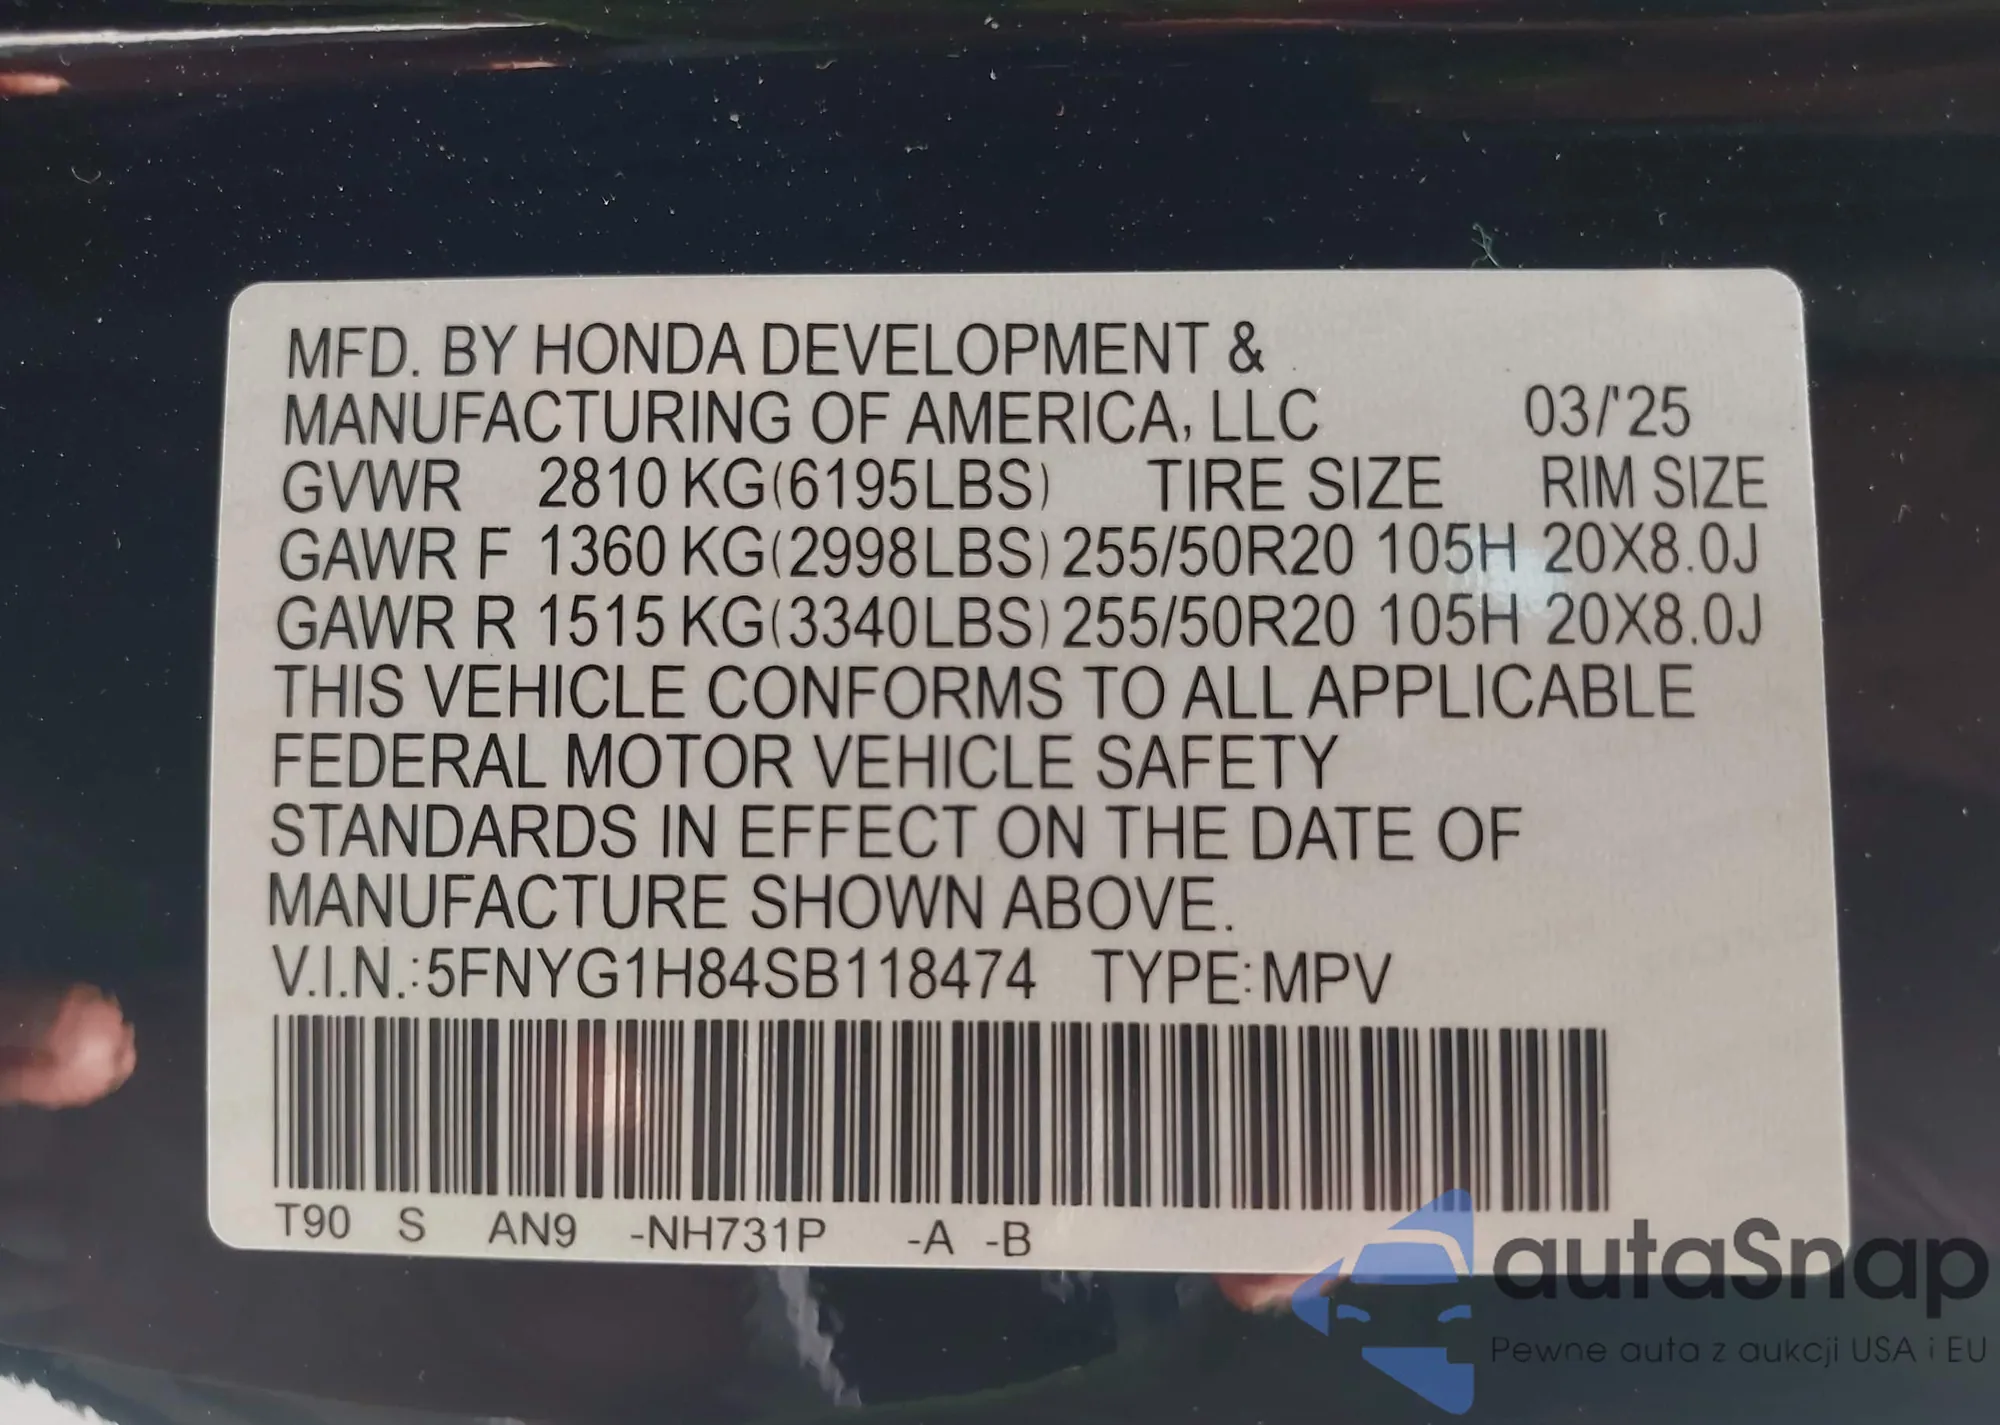 MFD. BY HONDA DEVELOPMENT &
MANUFACTURING OF AMERICA, LLC 03/'25
GVWR 2810 KG(6195LBS) TIRE SIZE RIM SIZE
GAWR F 1360 KG(2998LBS) 255/50R20 105H 20X8.0J
GAWR R 1515 KG(3340LBS) 255/50R20 105H 20X8.0J
THIS VEHICLE CONFORMS TO ALL APPLICABLE
FEDERAL MOTOR VEHICLE SAFETY
STANDARDS IN EFFECT ON THE DATE OF
MANUFACTURE SHOWN ABOVE.
V.I.N.:5FNYG1H84SB118474 TYPE:MPV
T90 S AN9 -NH731P -A -B
autaSnap
Pewne auta z aukcji USA i EU